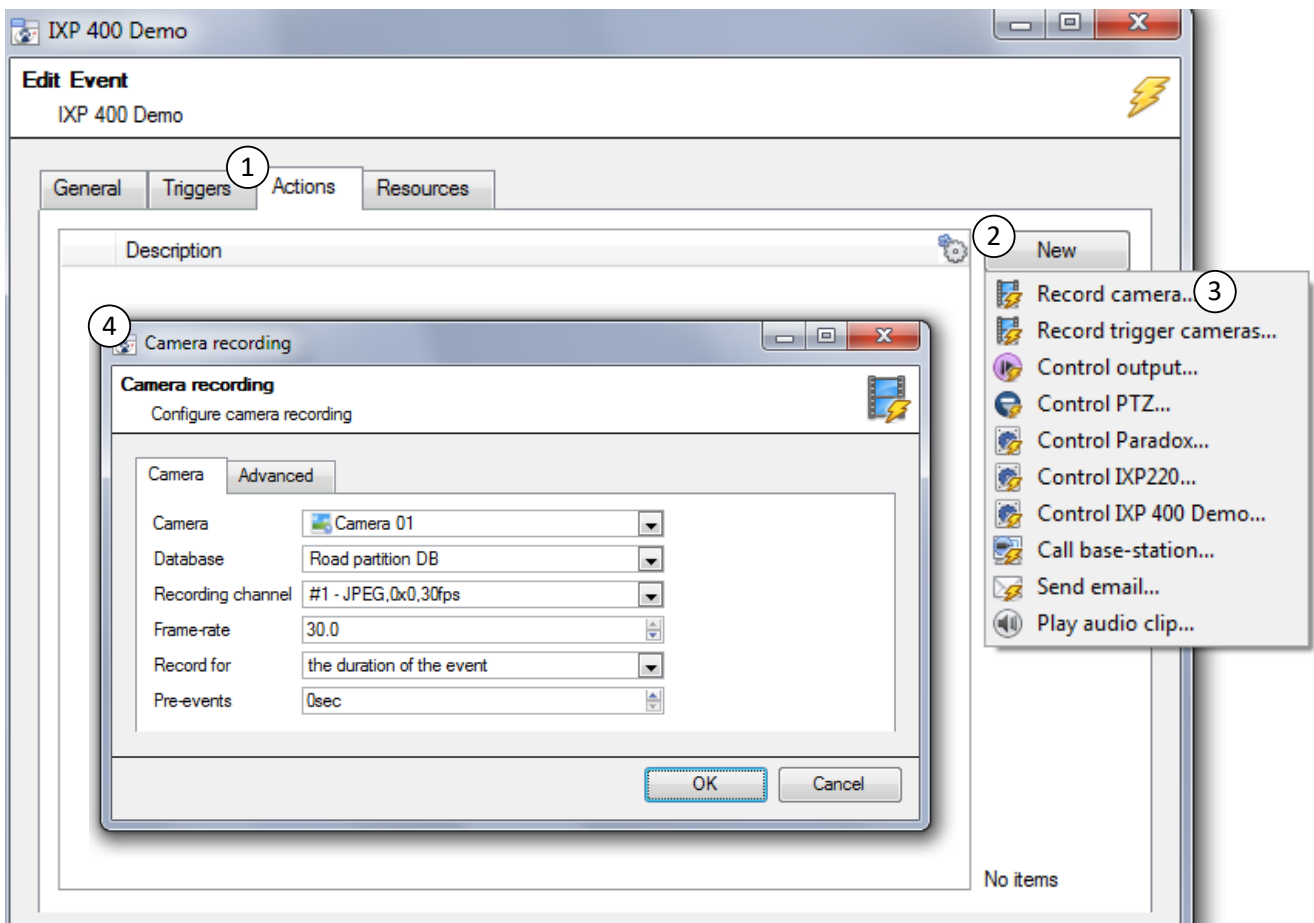 IXP 400 Demo
Edit Event
IXP 400 Demo
1
General Triggers Actions Resources
Description
2
New
Record camera...
3
Record trigger cameras...
Control output...
Control PTZ...
Control Paradox...
Control IXP220...
Control IXP 400 Demo...
Call base-station...
Send email...
Play audio clip...
4
Camera recording
Camera recording
Configure camera recording
Camera Advanced
Camera Camera 01
Database Road partition DB
Recording channel #1 - JPEG,0x0,30fps
Frame-rate 30.0
Record for the duration of the event
Pre-events 0sec
OK Cancel
No items